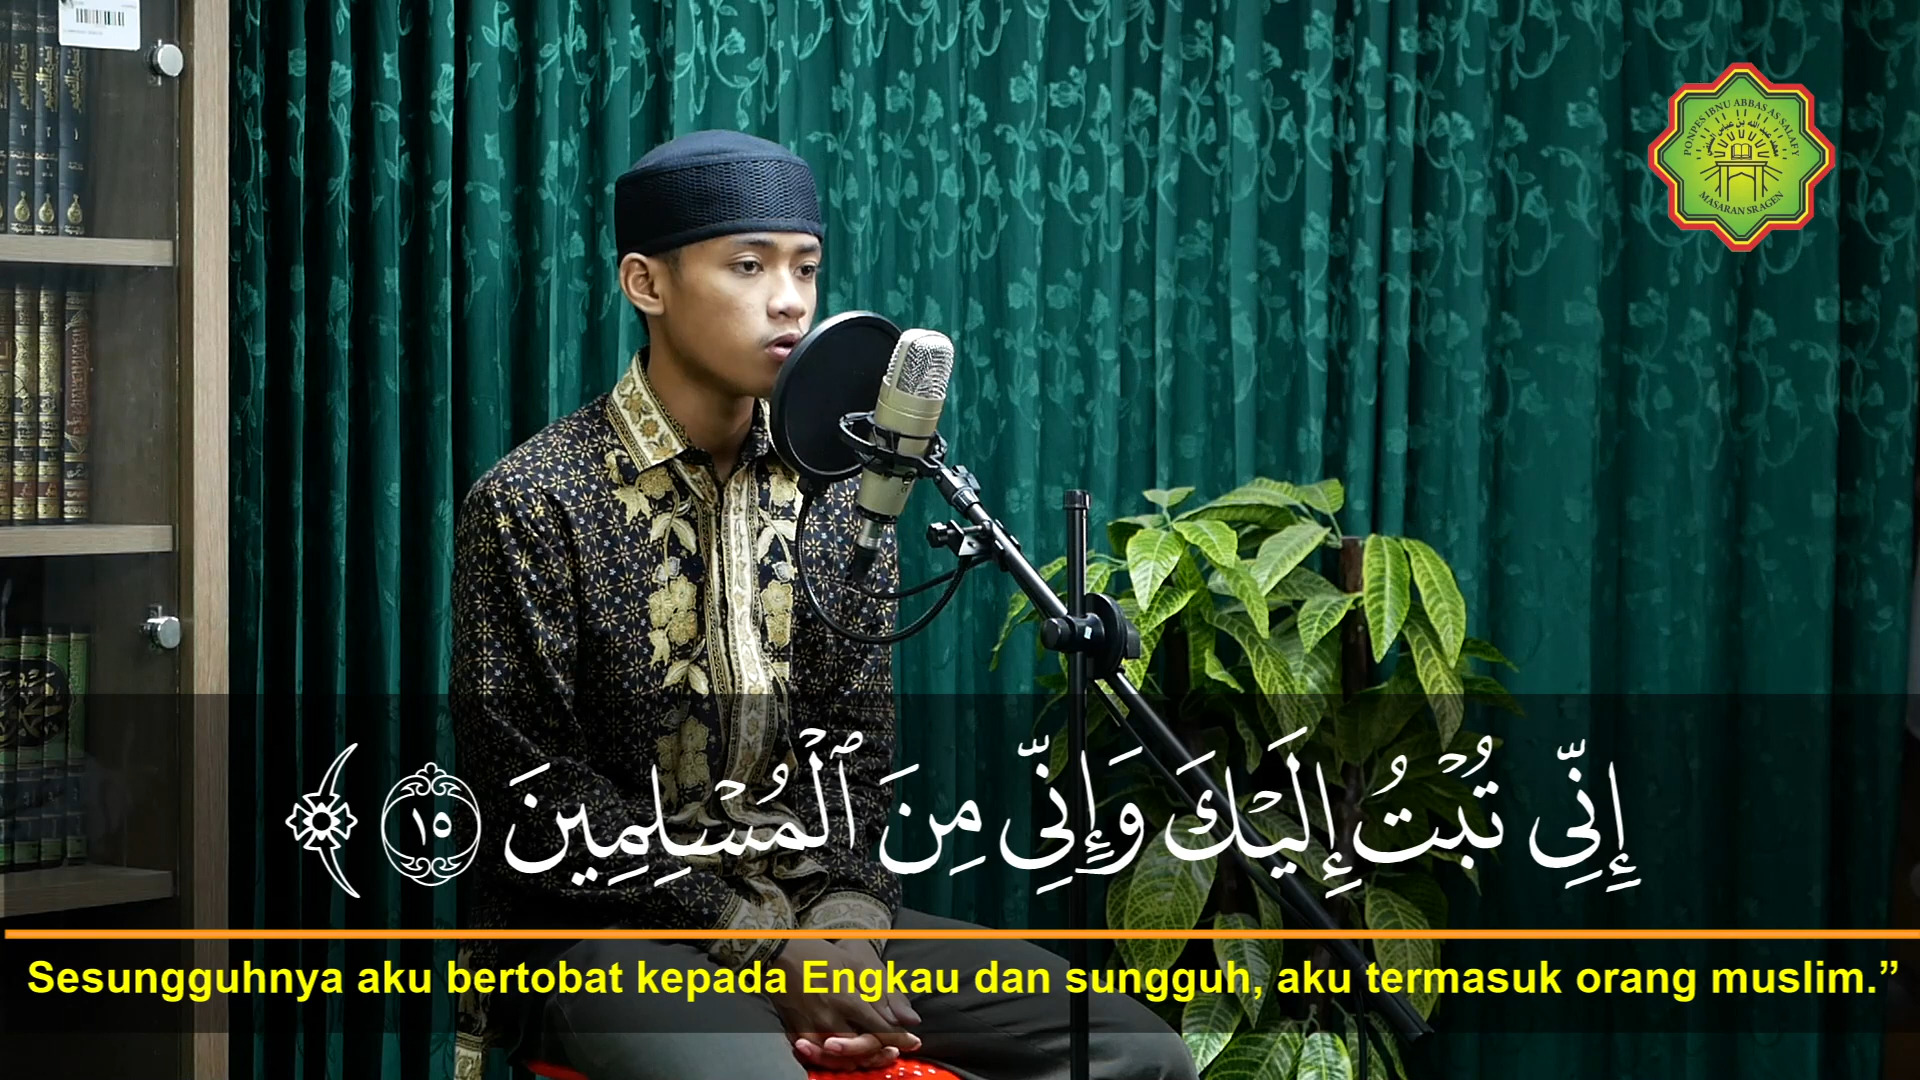 PONPES IBNU ABBAS AS SALAFY
MASARAN SRAGEN
إِنِّى تُبْتُ إِلَيْكَ وَإِنِّى مِنَ ٱلْمُسْلِمِينَ ١٥
Sesungguhnya aku bertobat kepada Engkau dan sungguh, aku termasuk orang muslim.”